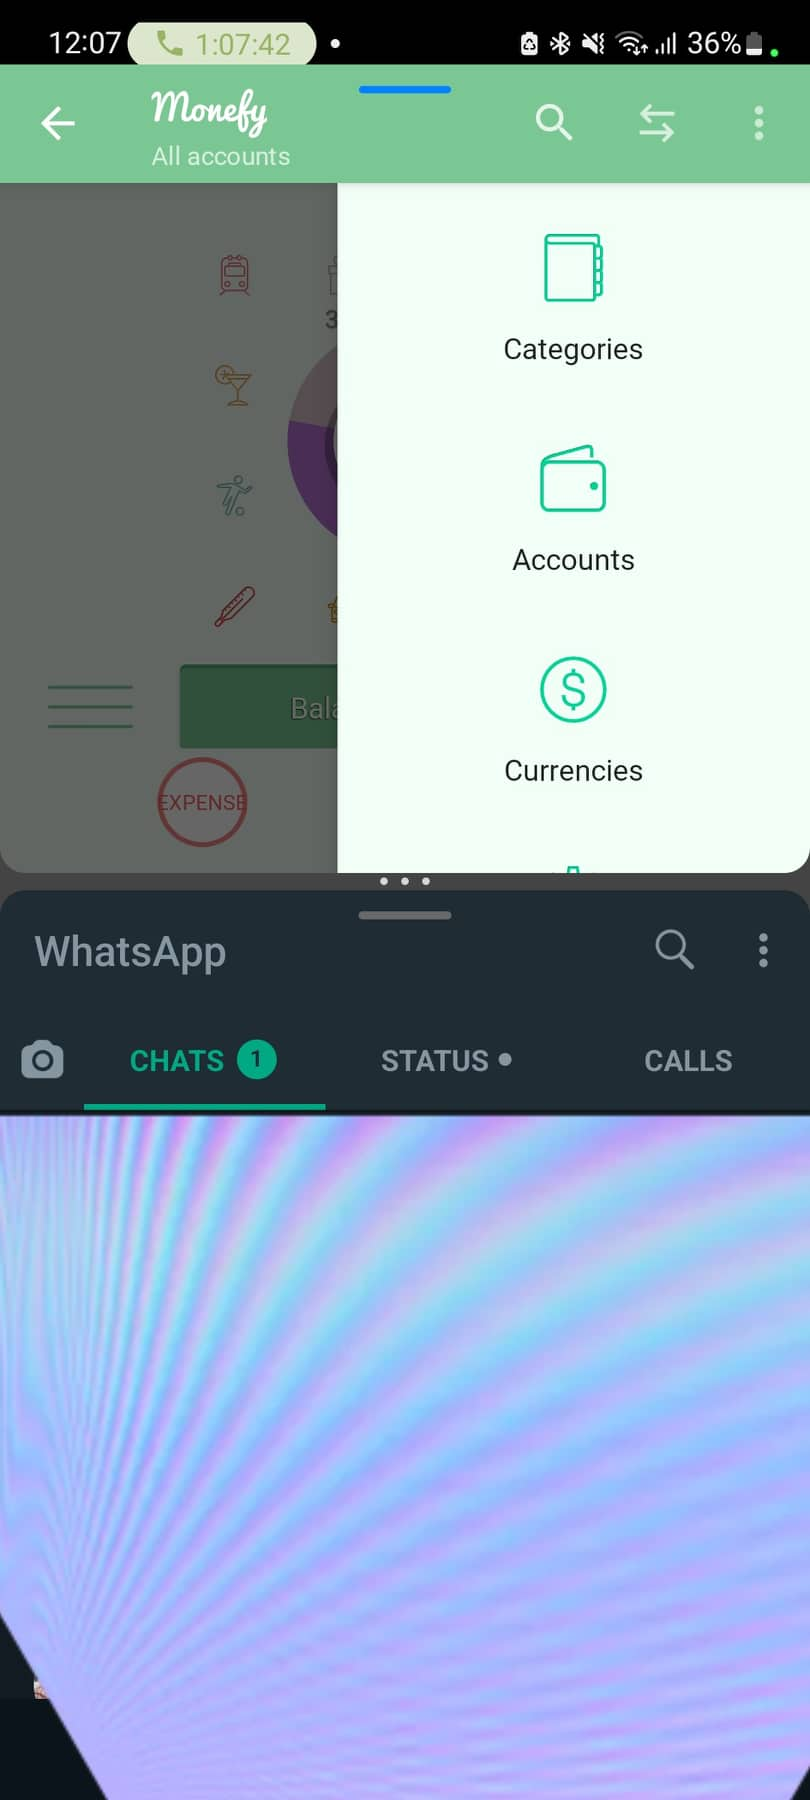 12:07 1:07:42 36%
Monefy
All accounts
3
Categories
Accounts
Currencies
Bala
EXPENSE
WhatsApp
CHATS 1 STATUS CALLS